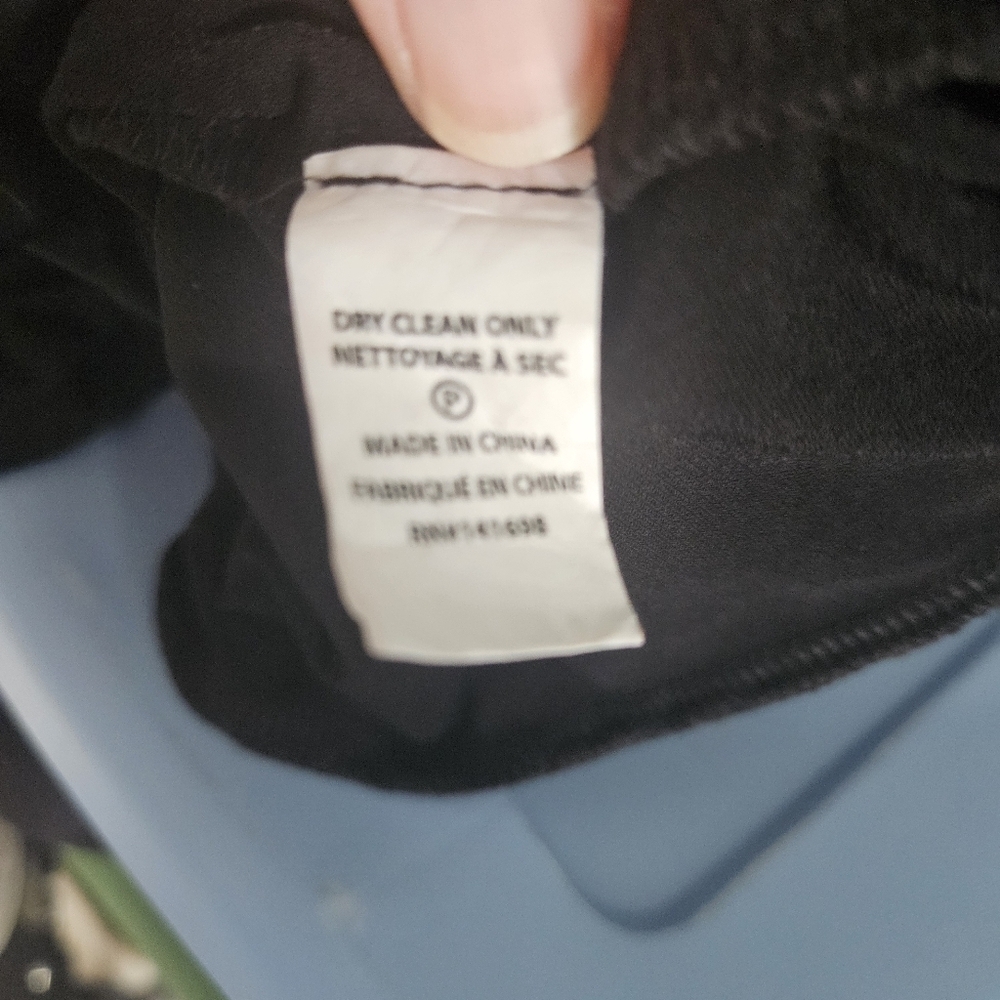 DRY CLEAN ONLY
NETTOYAGE À SEC
P
MADE IN CHINA
FABRIQUÉ EN CHINE